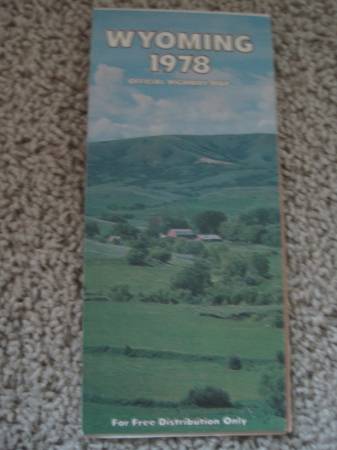 WYOMING
1978
OFFICIAL HIGHWAY MAP
For Free Distribution Only